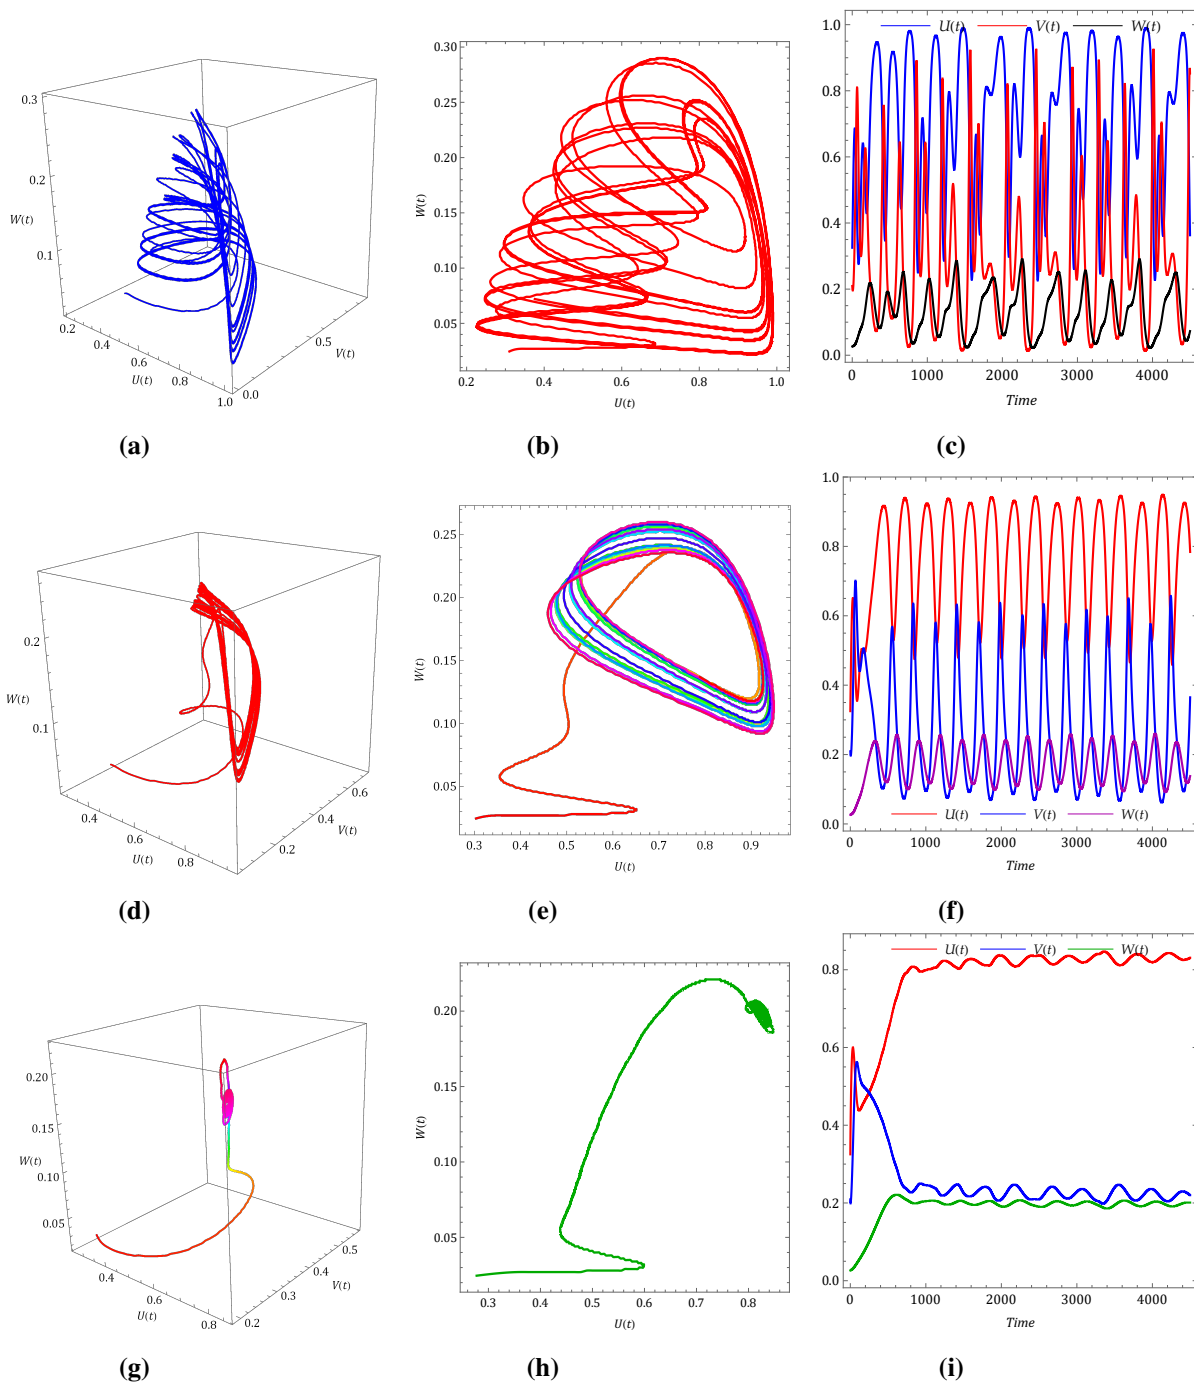 0.3
0.2
W(t)
0.1
0.2
0.4
0.6
U(t)
0.8
1.0
0.0
0.5
V(t)
(a)
0.30
0.25
0.20
W(t)
0.15
0.10
0.05
0.2 0.4 0.6 0.8 1.0
U(t)
(b)
U(t) V(t) W(t)
1.0
0.8
0.6
0.4
0.2
0.0
0 1000 2000 3000 4000
Time
(c)
0.2
W(t)
0.1
0.4
0.6
U(t)
0.8
0.2
0.4
0.6
V(t)
(d)
0.25
0.20
W(t)
0.15
0.10
0.05
0.3 0.4 0.5 0.6 0.7 0.8 0.9
U(t)
(e)
1.0
0.8
0.6
0.4
0.2
0.0
U(t) V(t) W(t)
0 1000 2000 3000 4000
Time
(f)
0.20
0.15
W(t)
0.10
0.05
0.4
0.6
U(t)
0.8
0.2
0.3
0.4
0.5
V(t)
(g)
0.20
0.15
W(t)
0.10
0.05
0.3 0.4 0.5 0.6 0.7 0.8
U(t)
(h)
U(t) V(t) W(t)
0.8
0.6
0.4
0.2
0.0
0 1000 2000 3000 4000
Time
(i)